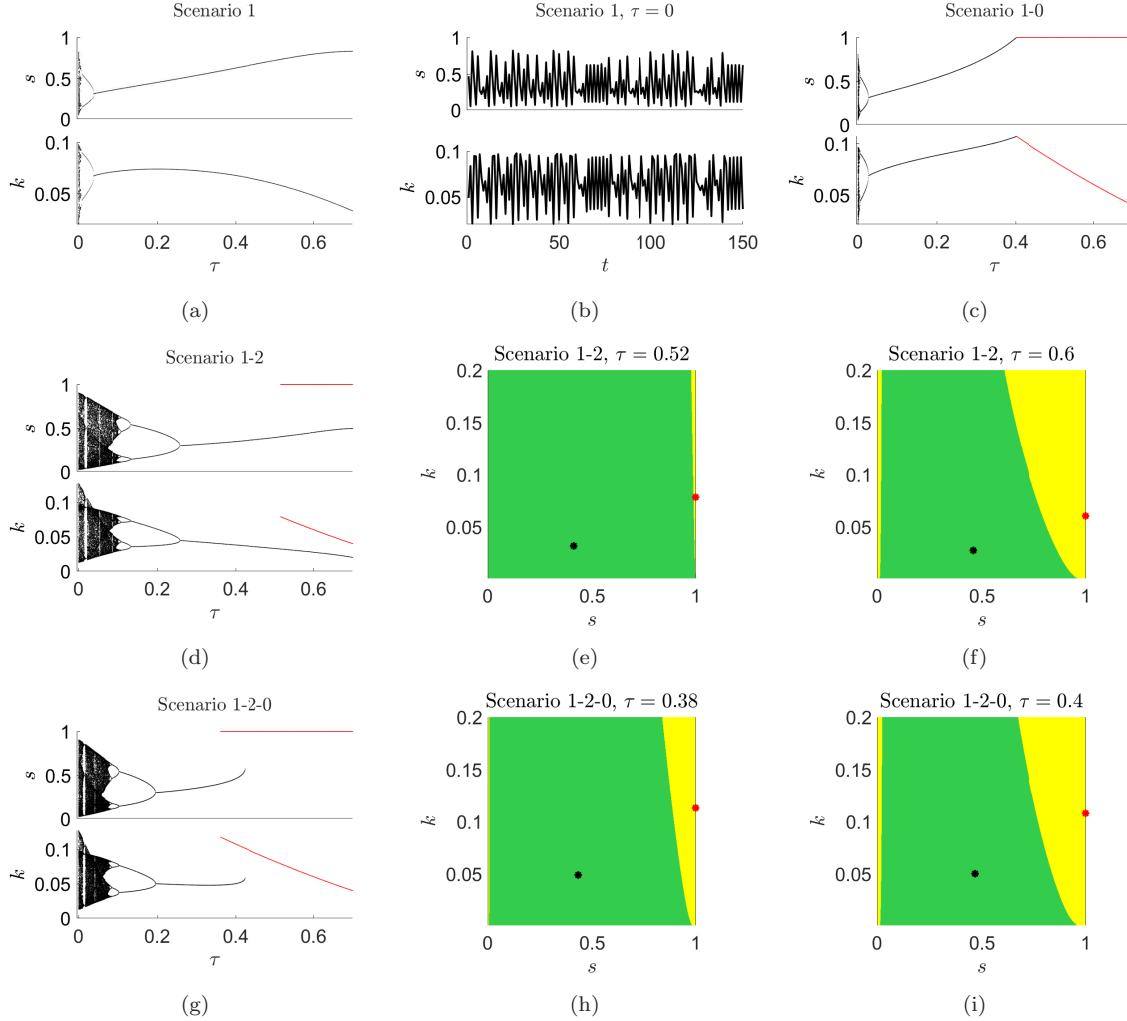 Scenario 1
1
s
0.5
0
0.1
k
0.05
0 0.2 0.4 0.6
τ
(a)
Scenario 1, τ = 0
1
s
0.5
0
0.1
k
0.05
0 50 100 150
t
(b)
Scenario 1-0
1
s
0.5
0
0.1
k
0.05
0 0.2 0.4 0.6
τ
(c)
Scenario 1-2
1
s
0.5
0
0.1
k
0.05
0
0 0.2 0.4 0.6
τ
(d)
Scenario 1-2, τ = 0.52
0.2
0.15
k
0.1
0.05
0 0.5 1
s
(e)
Scenario 1-2, τ = 0.6
0.2
0.15
k
0.1
0.05
0 0.5 1
s
(f)
Scenario 1-2-0
1
s
0.5
0
0.1
k
0.05
0
0 0.2 0.4 0.6
τ
(g)
Scenario 1-2-0, τ = 0.38
0.2
0.15
k
0.1
0.05
0 0.5 1
s
(h)
Scenario 1-2-0, τ = 0.4
0.2
0.15
k
0.1
0.05
0 0.5 1
s
(i)